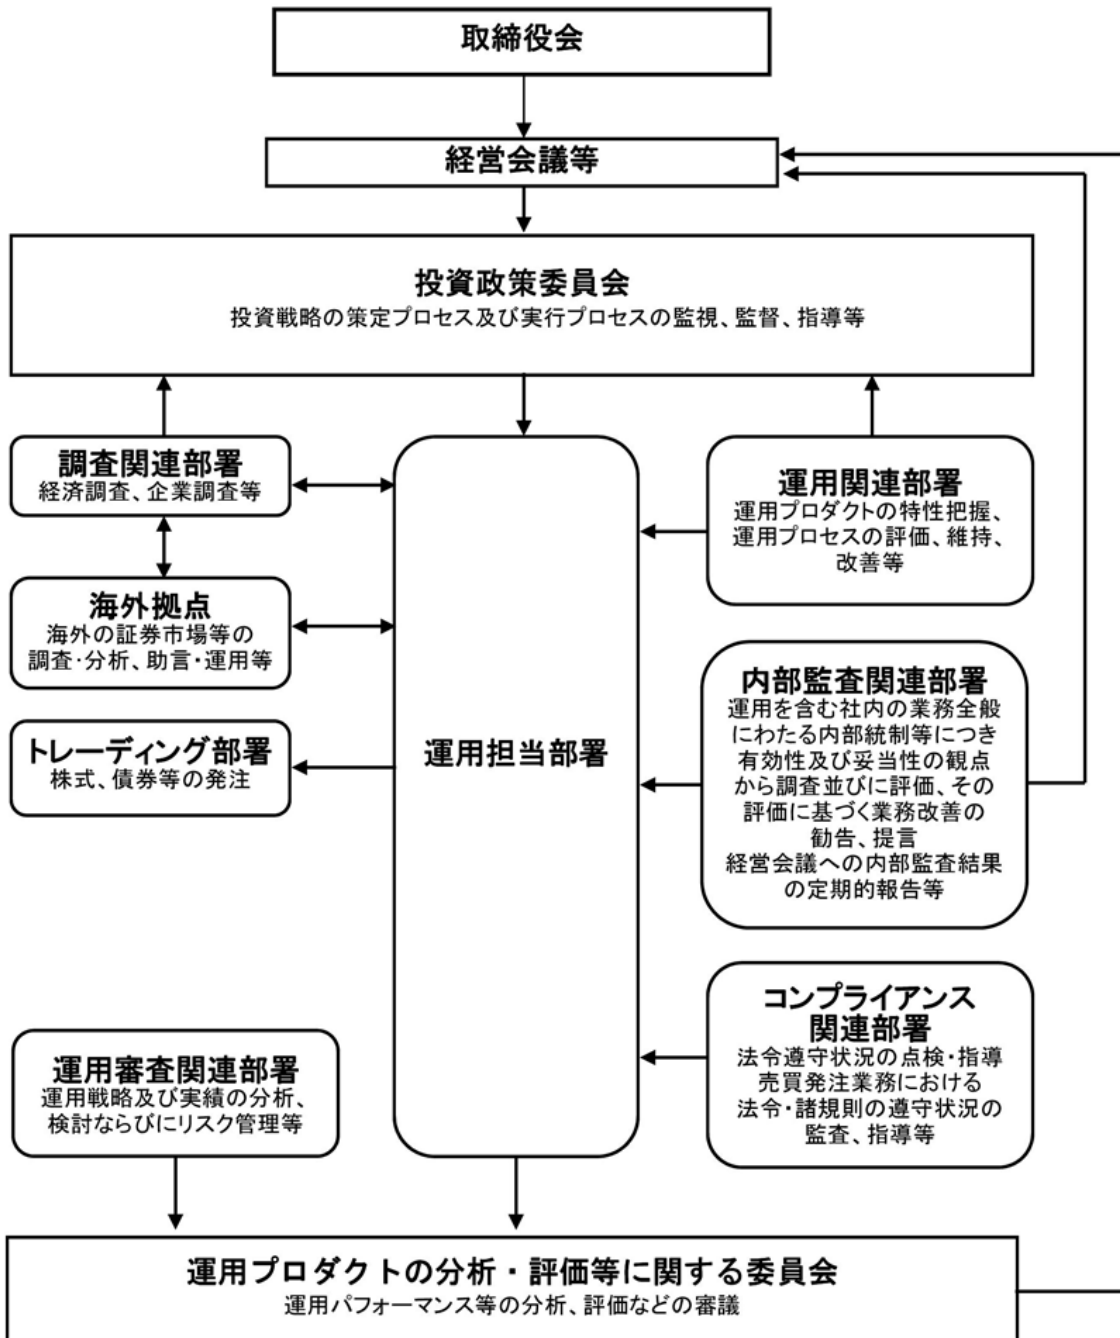 取締役会
経営会議等
投資政策委員会
投資戦略の策定プロセス及び実行プロセスの監視、監督、指導等
調査関連部署
経済調査、企業調査等
海外拠点
海外の証券市場等の
調査・分析、助言・運用等
トレーディング部署
株式、債券等の発注
運用担当部署
運用関連部署
運用プロダクトの特性把握、
運用プロセスの評価、維持、
改善等
内部監査関連部署
運用を含む社内の業務全般
にわたる内部統制等につき
有効性及び妥当性の観点
から調査並びに評価、その
評価に基づく業務改善の
勧告、提言
経営会議への内部監査結果
の定期的報告等
コンプライアンス
関連部署
法令遵守状況の点検・指導
売買発注業務における
法令・諸規則の遵守状況の
監査、指導等
運用審査関連部署
運用戦略及び実績の分析、
検討ならびにリスク管理等
運用プロダクトの分析・評価等に関する委員会
運用パフォーマンス等の分析、評価などの審議